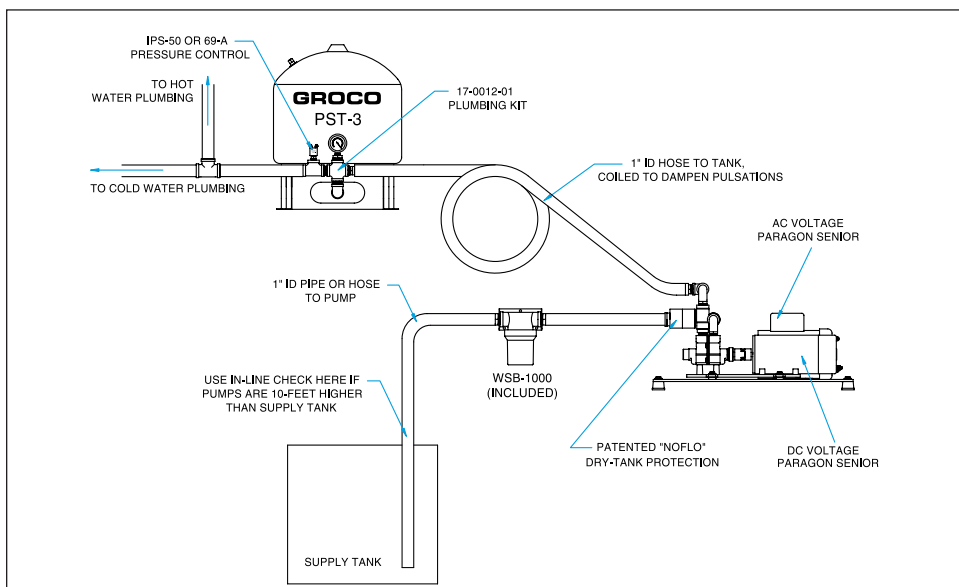 IPS-50 OR 69-A
PRESSURE CONTROL
TO HOT
WATER PLUMBING
GROCO
PST-3
17-0012-01
PLUMBING KIT
TO COLD WATER PLUMBING
1" ID HOSE TO TANK,
COILED TO DAMPEN PULSATIONS
AC VOLTAGE
PARAGON SENIOR
1" ID PIPE OR HOSE
TO PUMP
WSB-1000
(INCLUDED)
USE IN-LINE CHECK HERE IF
PUMPS ARE 10-FEET HIGHER
THAN SUPPLY TANK
PATENTED "NOFLO"
DRY-TANK PROTECTION
DC VOLTAGE
PARAGON SENIOR
SUPPLY TANK